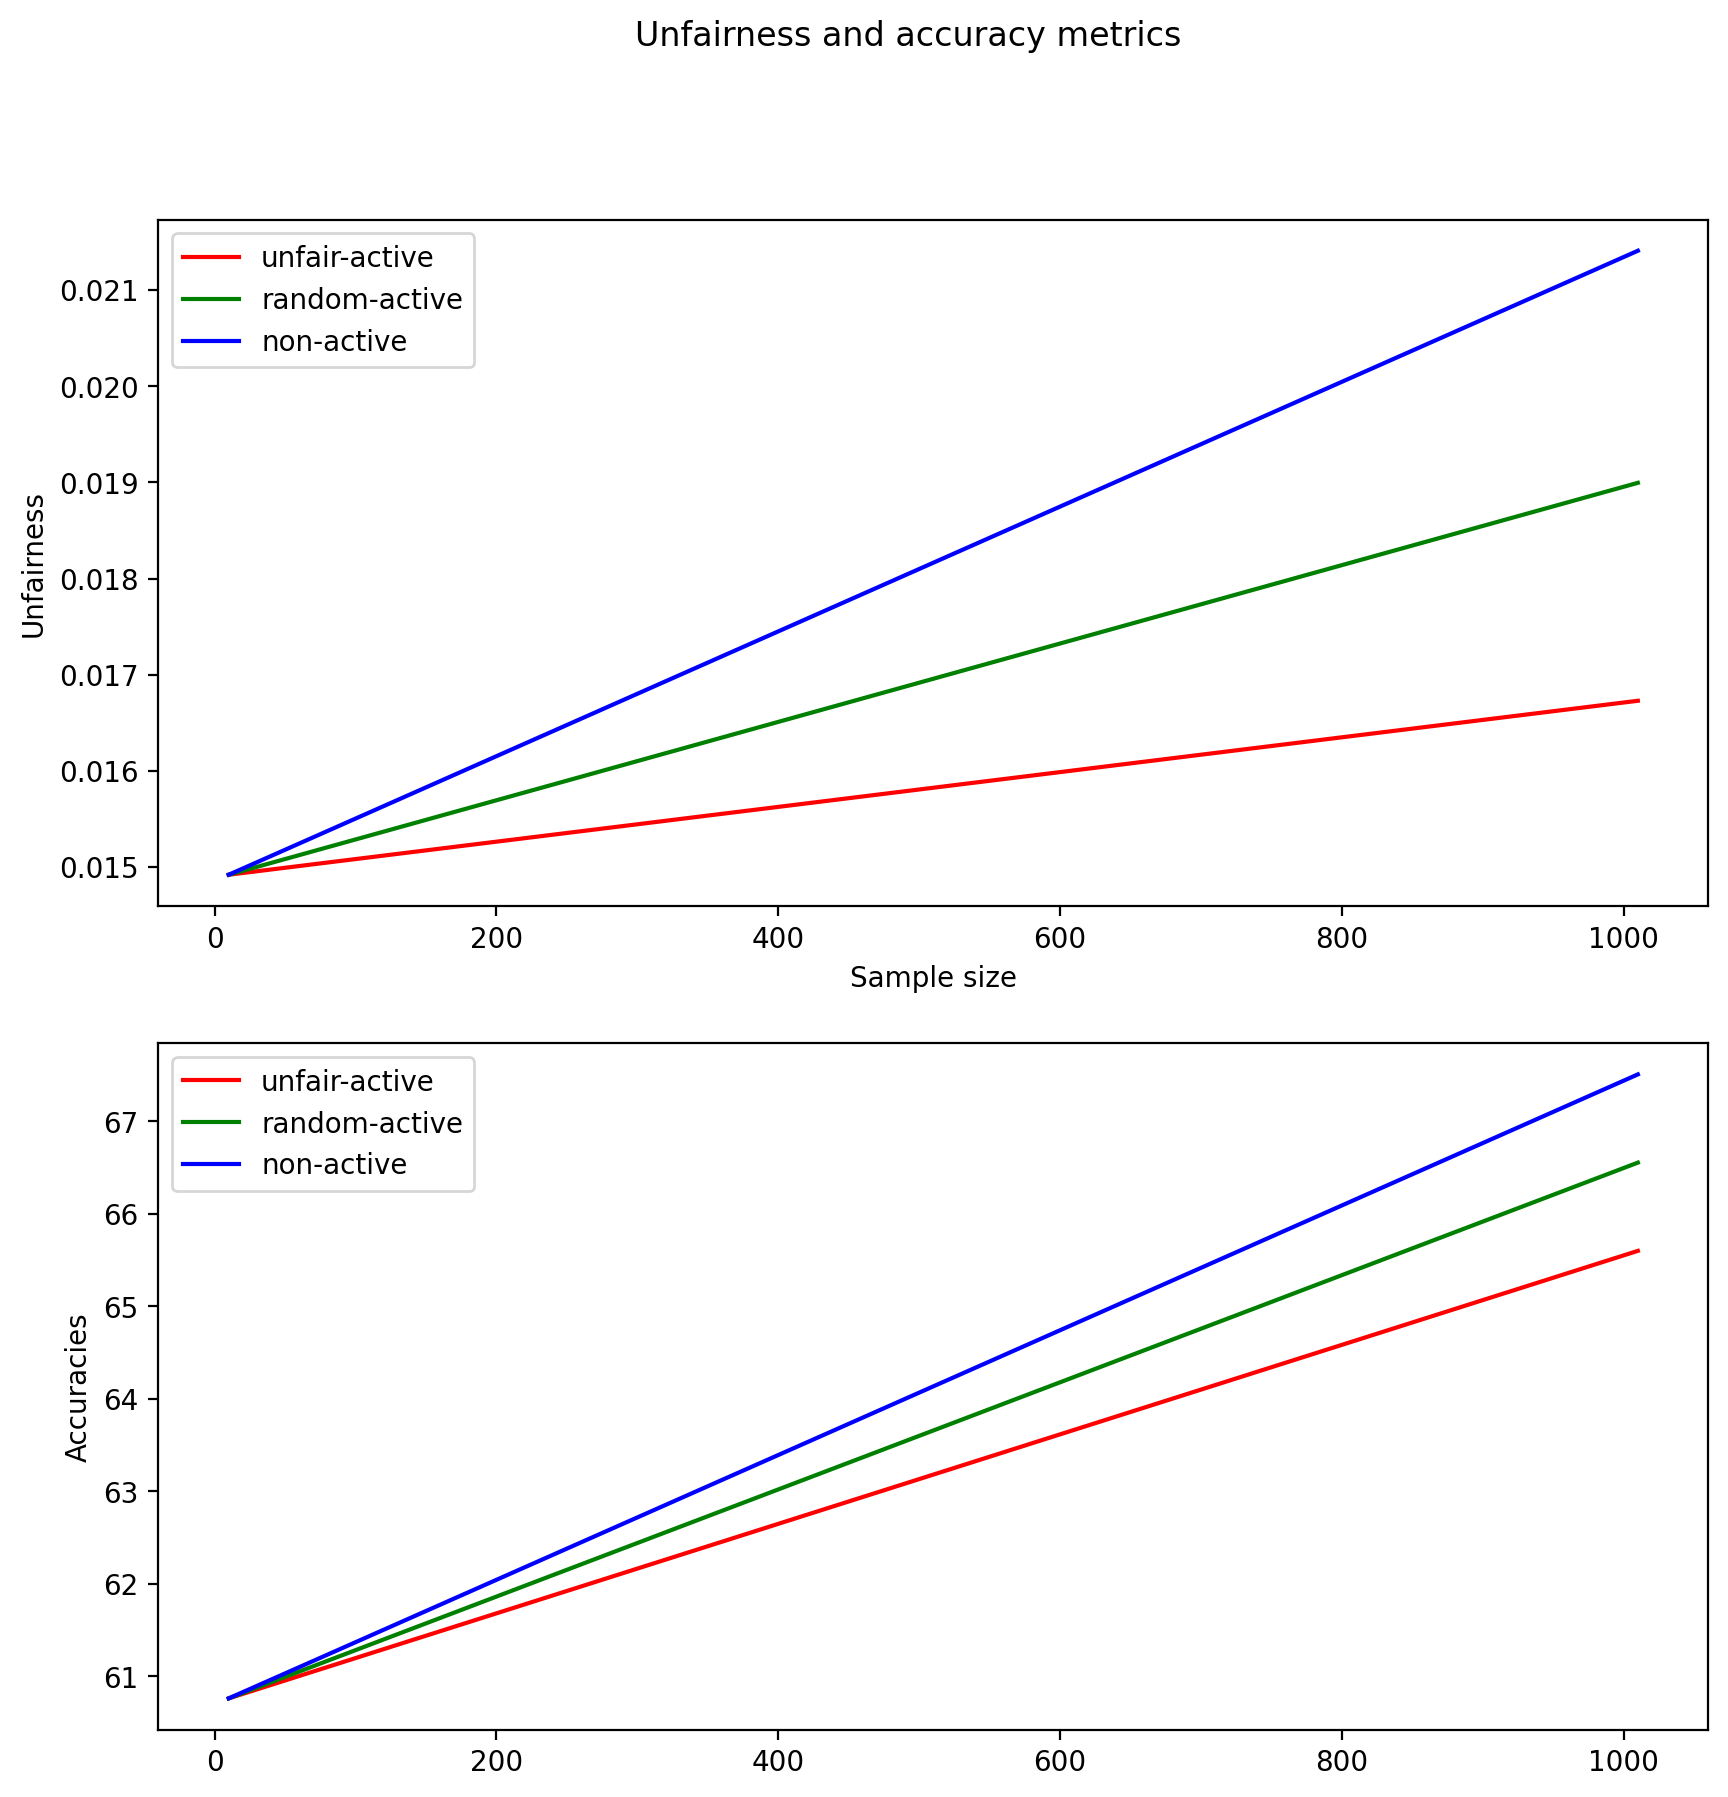 Unfairness and accuracy metrics
unfair-active
random-active
non-active
0.021
0.020
0.019
0.018
0.017
0.016
0.015
Unfairness
0 200 400 600 800 1000
Sample size
unfair-active
random-active
non-active
67
66
65
64
63
62
61
Accuracies
0 200 400 600 800 1000